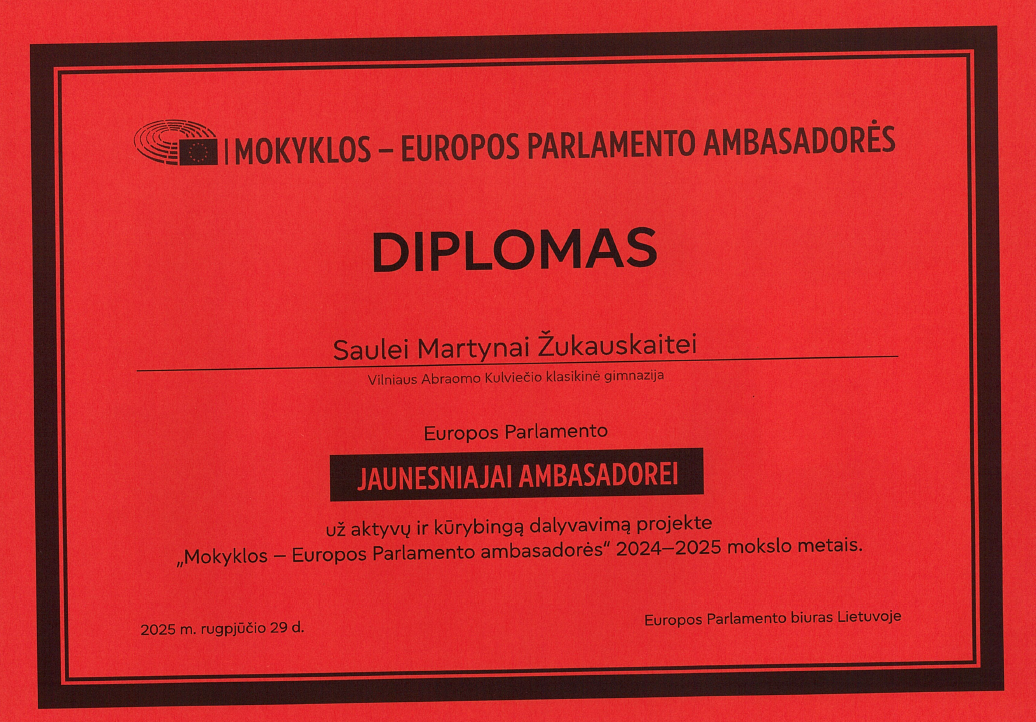 MOKYKLOS – EUROPOS PARLAMENTO AMBASADORĖS
DIPLOMAS
Saulei Martynai Žukauskaitei
Vilniaus Abraomo Kulviečio klasikinė gimnazija
Europos Parlamento
JAUNESNIAJAI AMBASADOREI
už aktyvų ir kūrybingą dalyvavimą projekte
„Mokyklos – Europos Parlamento ambasadorės“ 2024–2025 mokslo metais.
2025 m. rugpjūčio 29 d.
Europos Parlamento biuras Lietuvoje